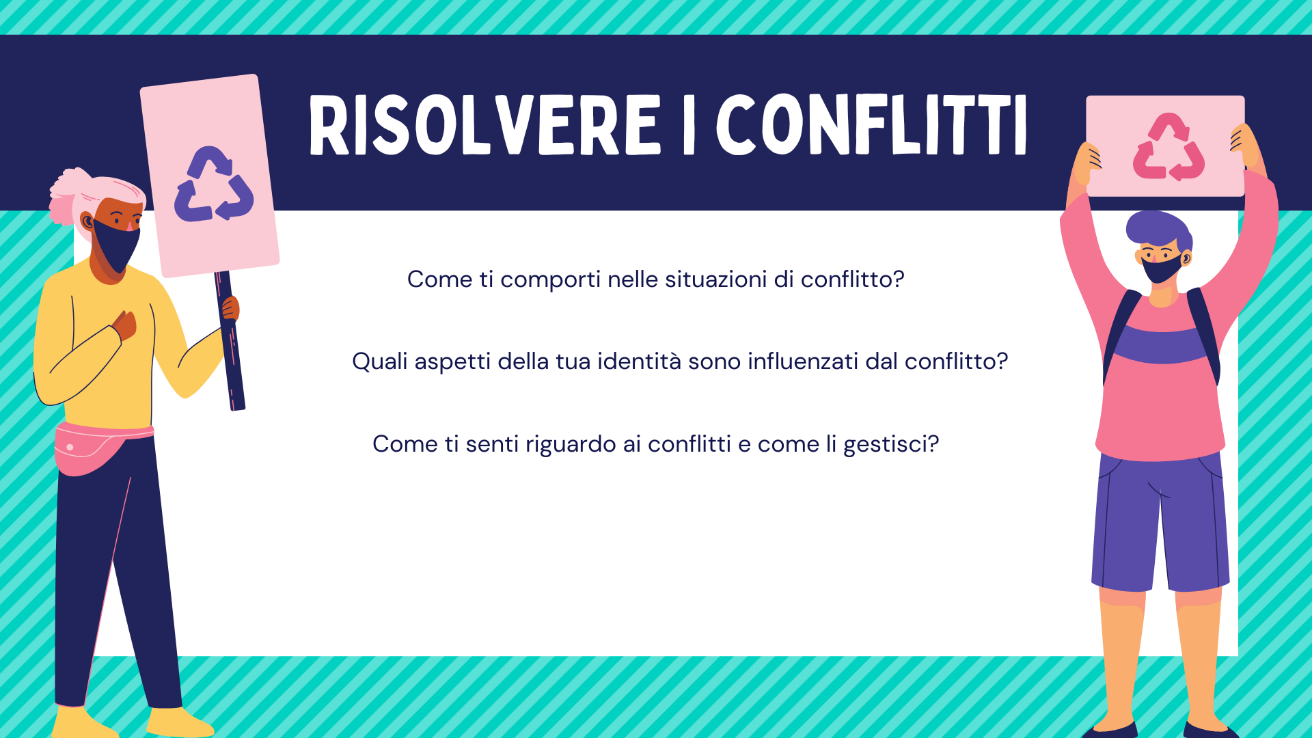 RISOLVERE I CONFLITTI
Come ti comporti nelle situazioni di conflitto?
Quali aspetti della tua identità sono influenzati dal conflitto?
Come ti senti riguardo ai conflitti e come li gestisci?